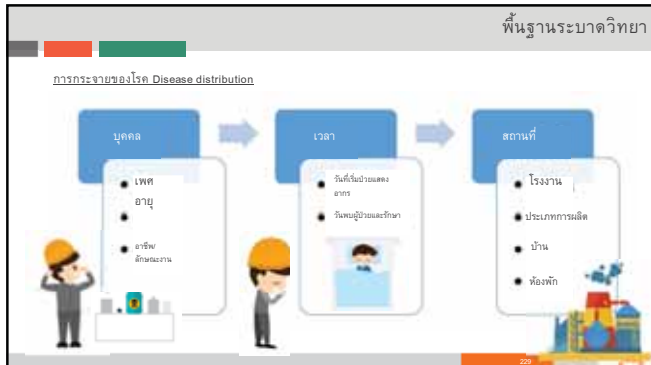 พื้นฐานระบาดวิทยา
การกระจายของโรค Disease distribution
บุคคล
• เพศ
อายุ
•
• อาชีพ/
ลักษณะงาน
เวลา
• วันที่เริ่มป่วยแสดง
อาการ
• วันพบผู้ป่วยและรักษา
สถานที่
• โรงงาน
• ประเภทการผลิต
• บ้าน
• ห้องพัก
229